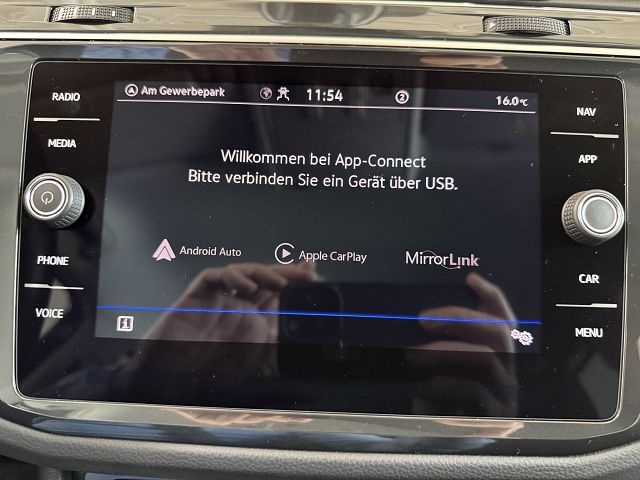 RADIO
MEDIA
PHONE
VOICE
Am Gewerbepark 11:54 2 16.0°C
Willkommen bei App-Connect
Bitte verbinden Sie ein Gerät über USB.
Android Auto Apple CarPlay MirrorLink
i
NAV
APP
CAR
MENU